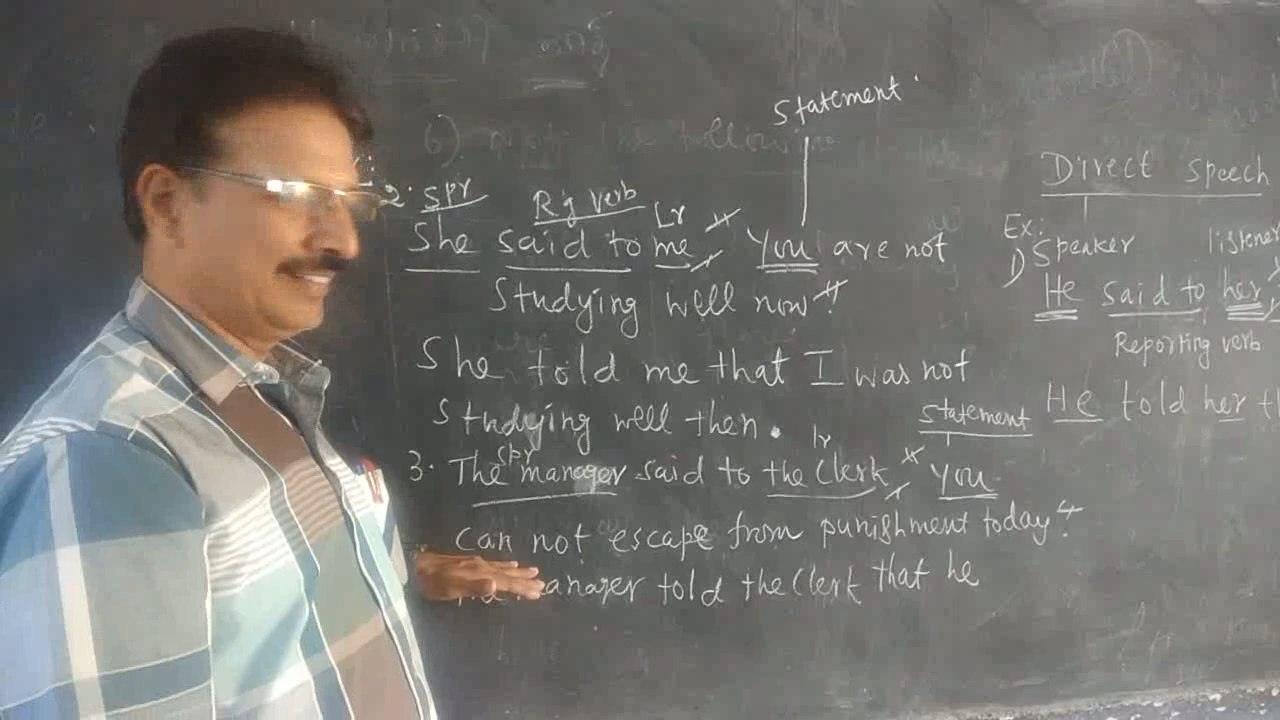 Statement
2. Spr Rg verb Lr
She said to me, "You are not
Studying well now"
She told me that I was not
Studying well then.
Spr Lr Statement
3. The manager said to the Clerk, "You
can not escape from punishment today"
manager told the Clerk that he
Direct speech
Ex:
1) Speaker listener
He said to her,
Reporting verb
He told her